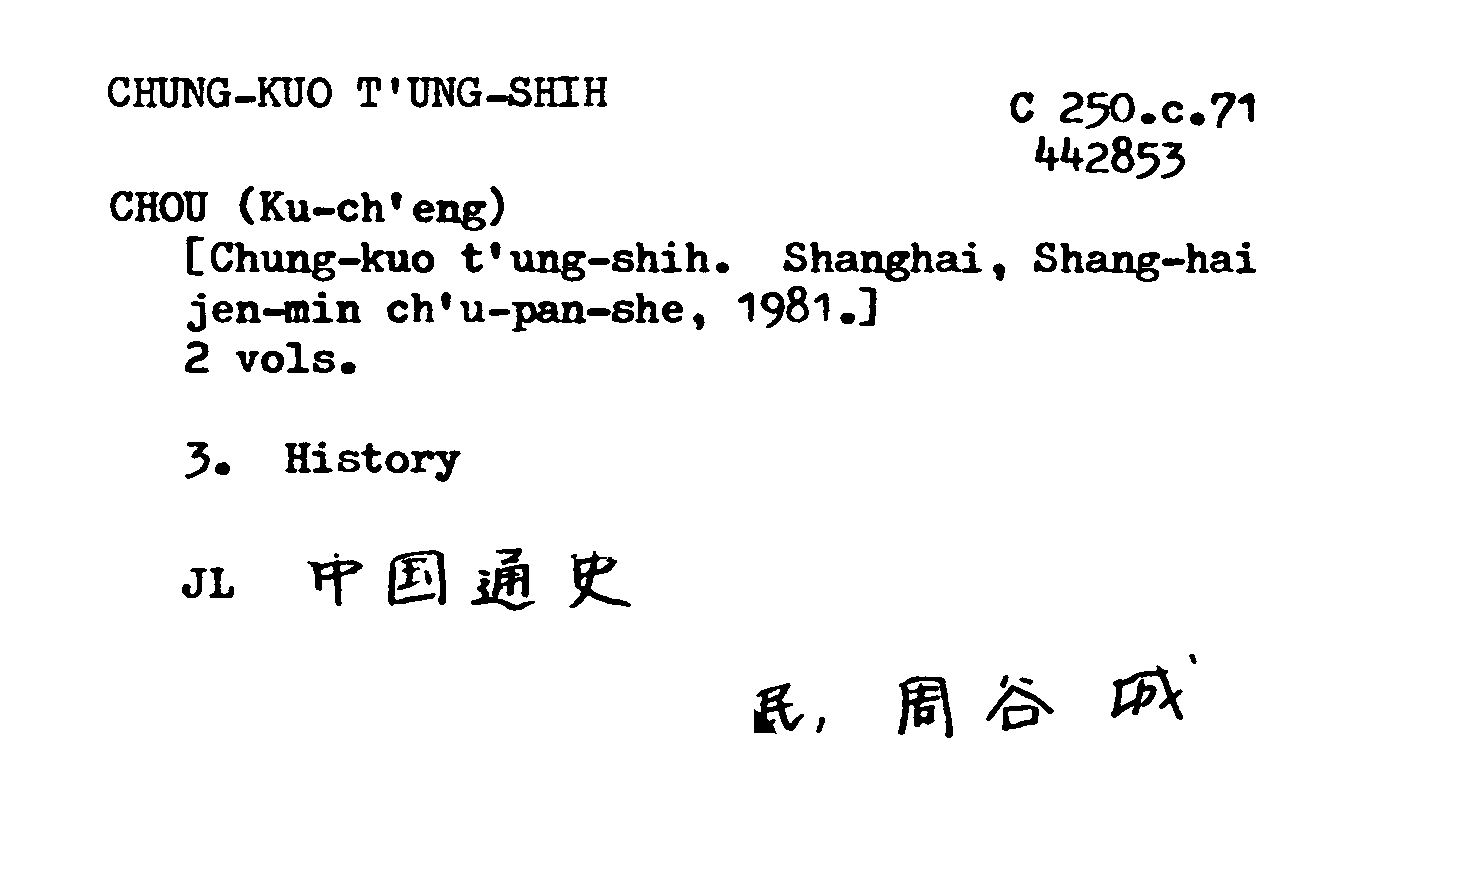 CHUNG-KUO T'UNG-SHIH
C 250.c.71
442853
CHOU (Ku-ch'eng)
[Chung-kuo t'ung-shih. Shanghai, Shang-hai
jen-min ch'u-pan-she, 1981.]
2 vols.
3. History
JL 中国通史
民, 周谷城